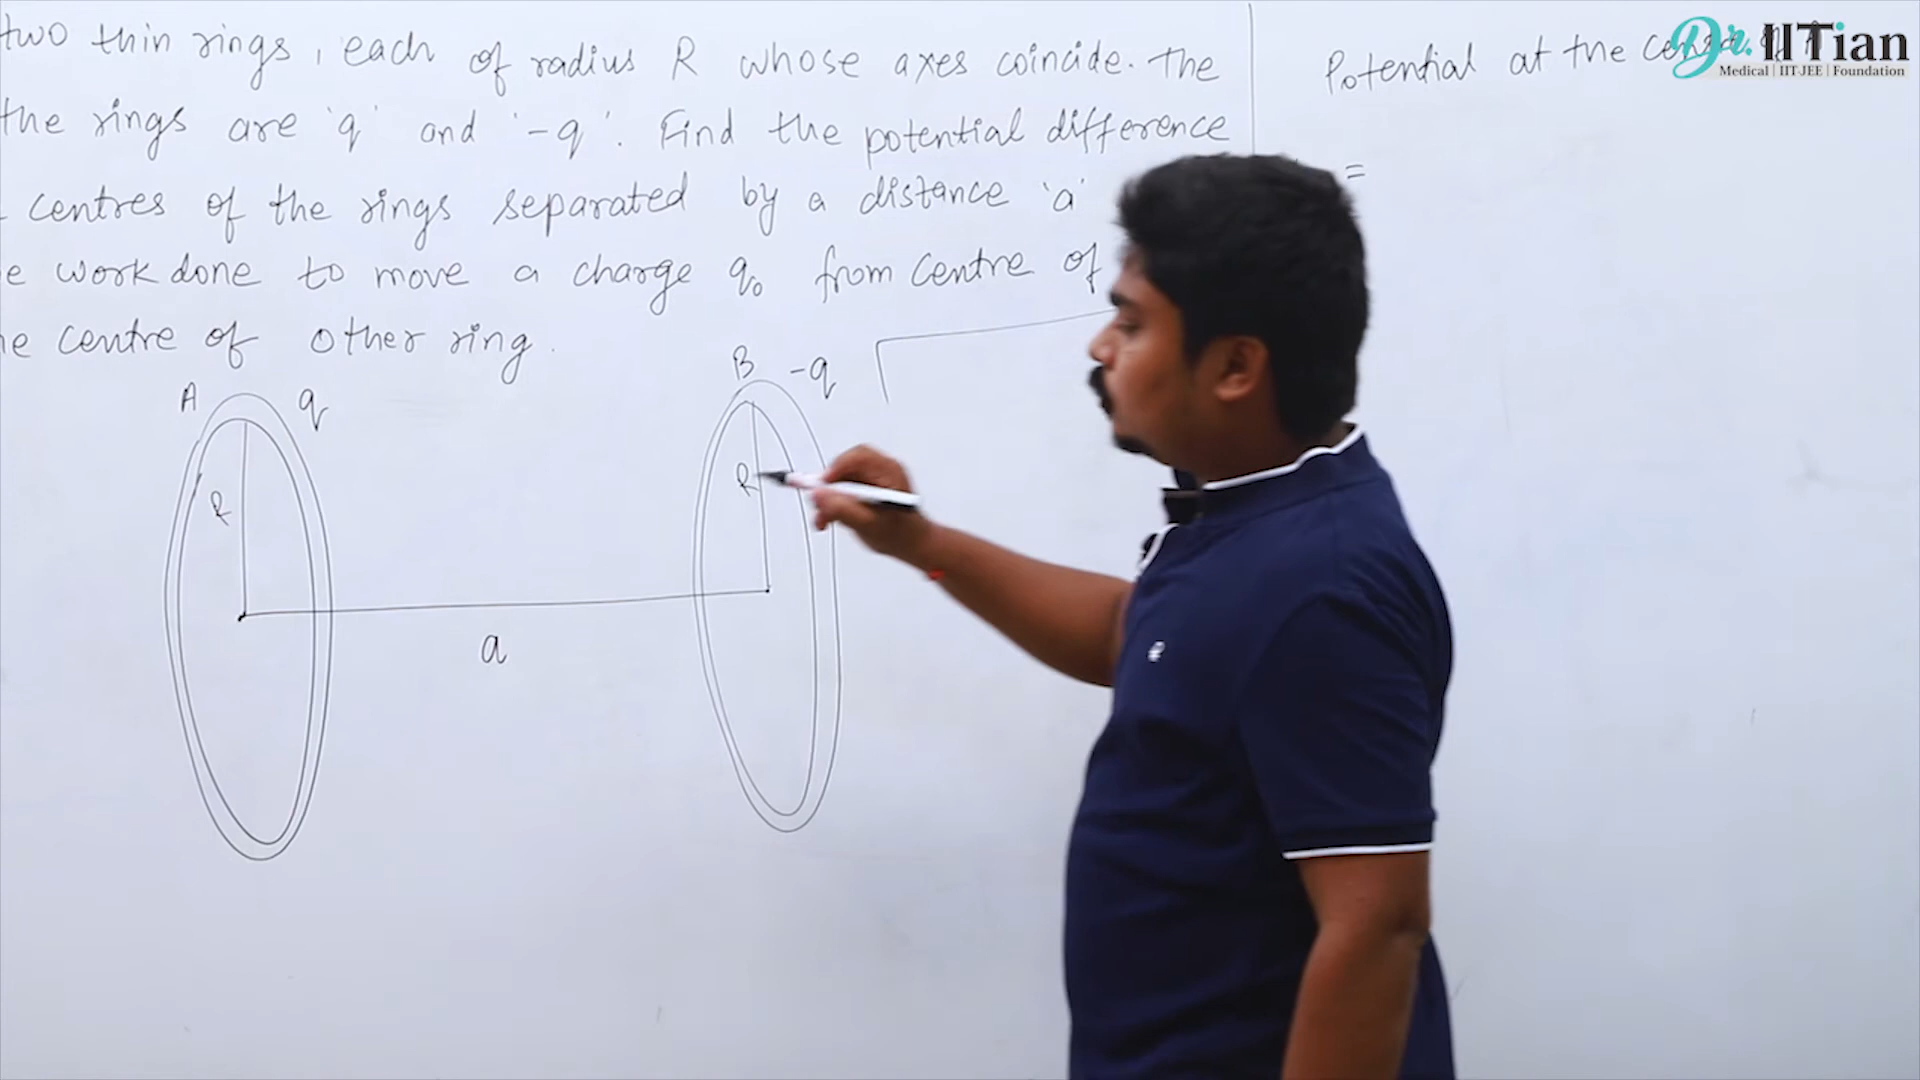 two thin rings, each of radius R whose axes coincide. The
the rings are 'q' and '-q'. Find the potential difference
centres of the rings separated by a distance 'a'
work done to move a charge q₀ from centre of
centre of other ring.
A q
B -q
R
R
a
Potential at the
=
Dr. IITian
Medical | IIT-JEE | Foundation